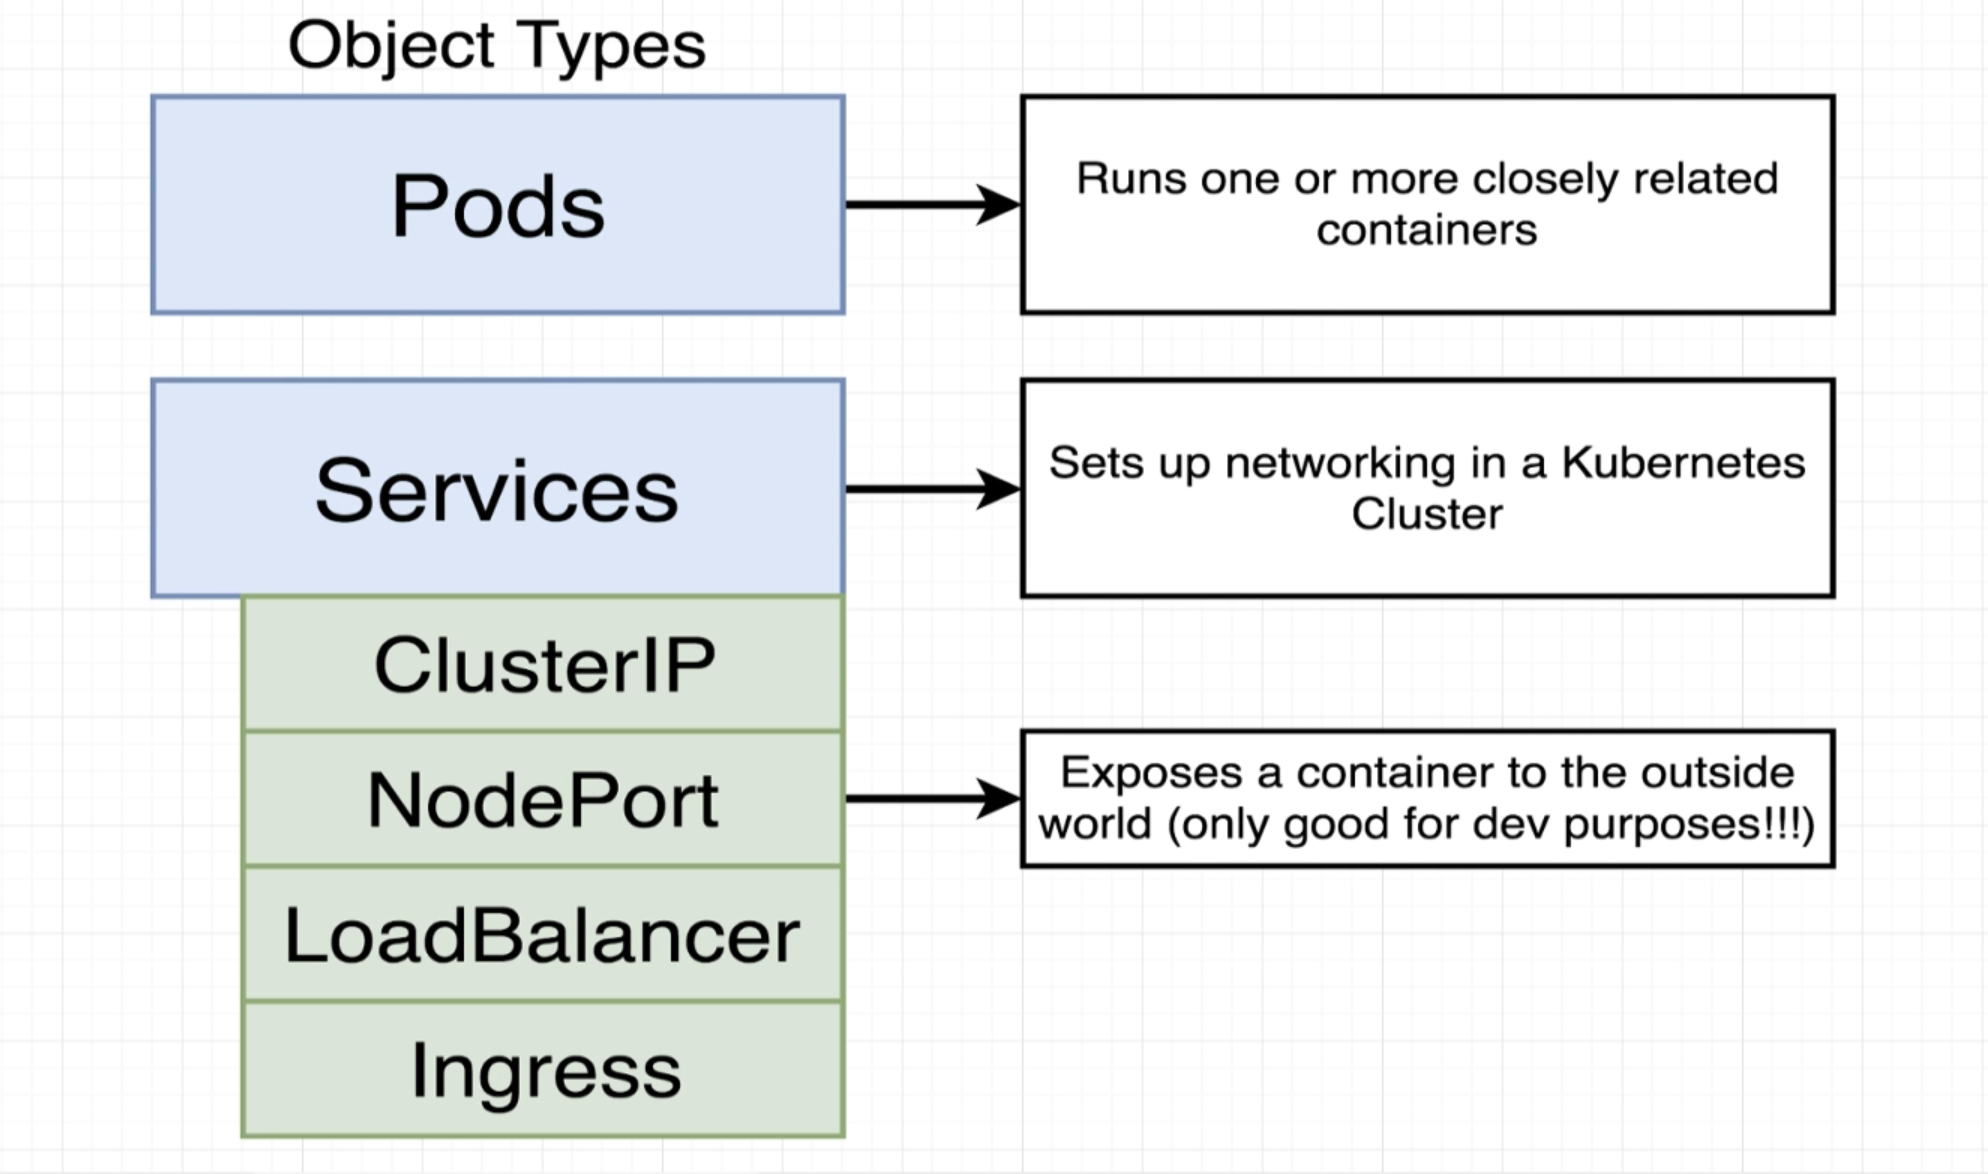 Object Types
Pods
Runs one or more closely related
containers
Services
Sets up networking in a Kubernetes
Cluster
ClusterIP
NodePort
Exposes a container to the outside
world (only good for dev purposes!!!)
LoadBalancer
Ingress